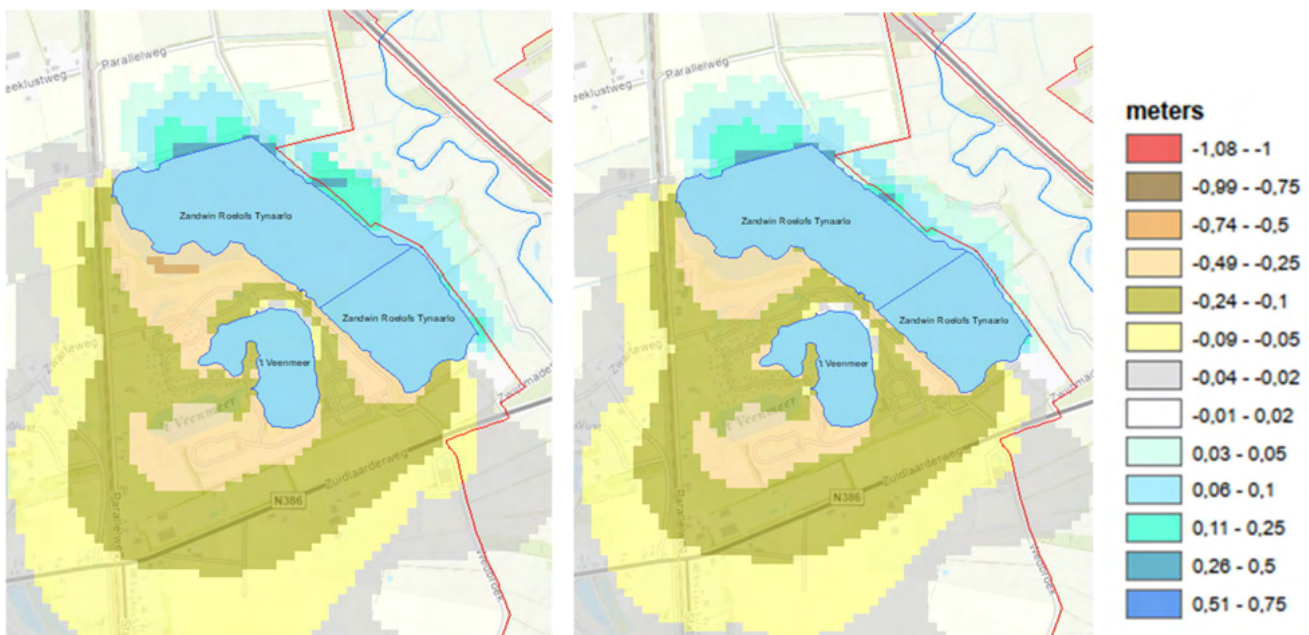 Parallelweg
eeklustweg
Zandwin Roelofs Tynaarlo
Zandwin Roelofs Tynaarlo
't Veenmeer
't Veenmeer
Zuidlaarderweg
N386
Parallelweg
eeklustweg
Zandwin Roelofs Tynaarlo
Zandwin Roelofs Tynaarlo
't Veenmeer
't Veenmeer
Zuidlaarderweg
N386
meters
-1,08 - -1
-0,99 - -0,75
-0,74 - -0,5
-0,49 - -0,25
-0,24 - -0,1
-0,09 - -0,05
-0,04 - -0,02
-0,01 - 0,02
0,03 - 0,05
0,06 - 0,1
0,11 - 0,25
0,26 - 0,5
0,51 - 0,75